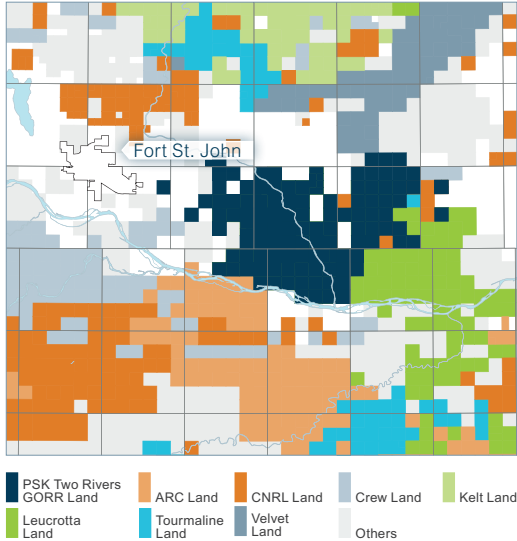 Fort St. John
PSK Two Rivers
GORR Land
ARC Land
CNRL Land
Crew Land
Kelt Land
Leucrotta
Land
Tourmaline
Land
Velvet
Land
Others